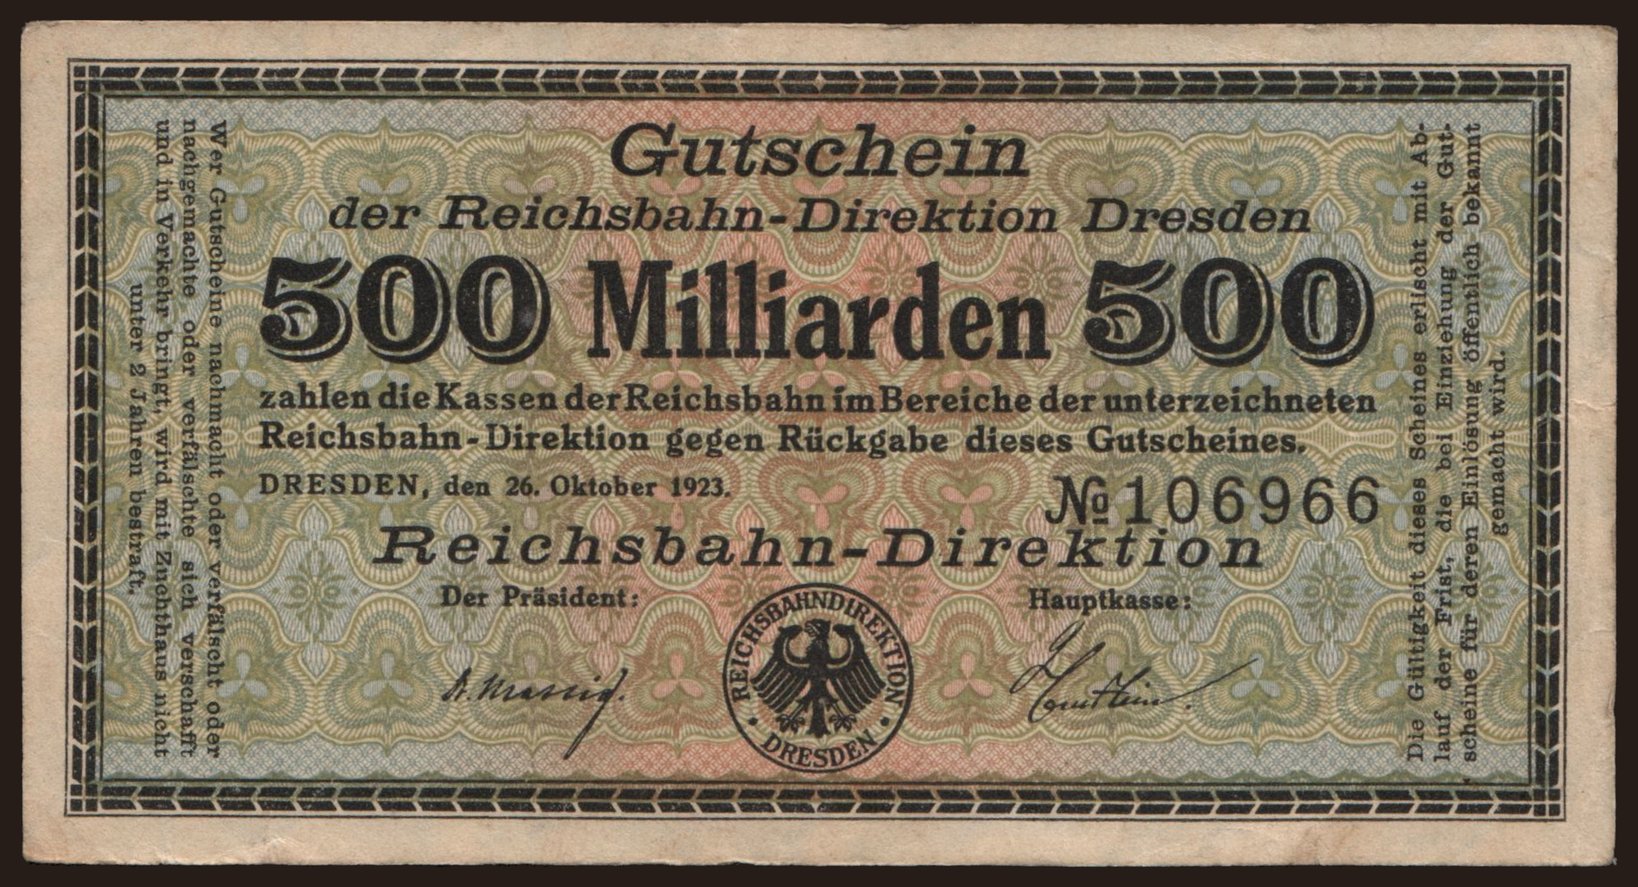 Gutschein
der Reichsbahn-Direktion Dresden
500 Milliarden 500
zahlen die Kassen der Reichsbahn im Bereiche der unterzeichneten
Reichsbahn-Direktion gegen Rückgabe dieses Gutscheines.
DRESDEN, den 26. Oktober 1923.
№ 106966
Reichsbahn-Direktion
Der Präsident:
Hauptkasse:
REICHSBAHNDIREKTION
• DRESDEN •
Wer Gutscheine nachmacht oder verfälscht oder
nachgemachte oder verfälschte sich verschafft
und in Verkehr bringt, wird mit Zuchthaus nicht
unter 2 Jahren bestraft.
Die Gültigkeit dieses Scheines erlischt mit Ab-
lauf der Frist, die bei Einziehung der Gut-
scheine für deren Einlösung öffentlich bekannt
gemacht wird.